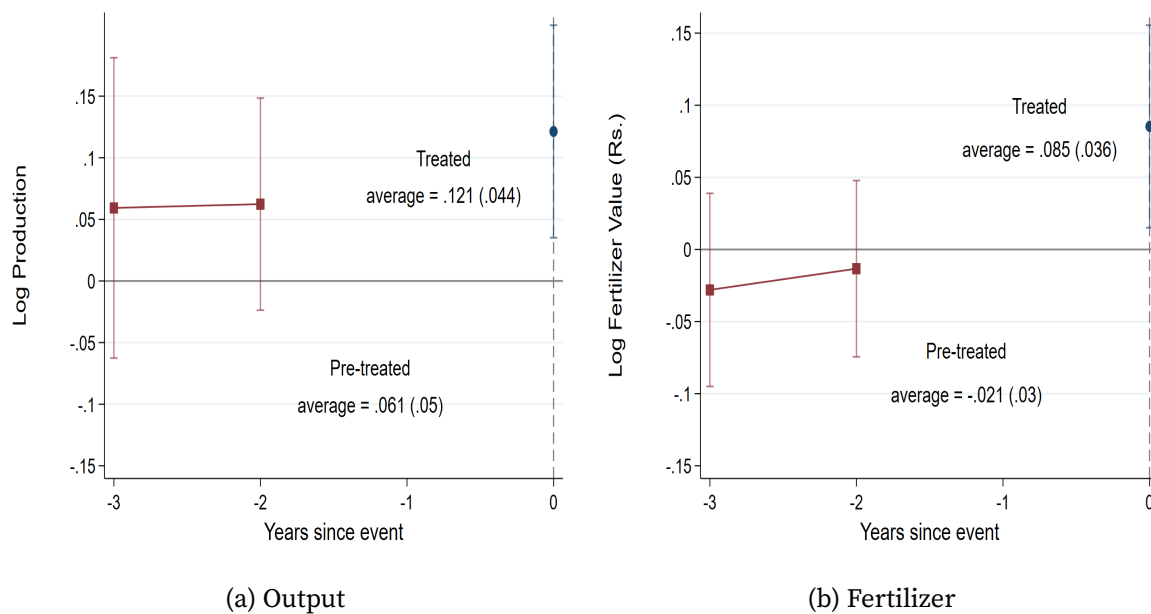 Log Production
.15
.1
.05
0
-.05
-.1
-.15
Treated
average = .121 (.044)
Pre-treated
average = .061 (.05)
-3
-2
-1
0
Years since event
(a) Output
Log Fertilizer Value (Rs.)
.15
.1
.05
0
-.05
-.1
-.15
Treated
average = .085 (.036)
Pre-treated
average = -.021 (.03)
-3
-2
-1
0
Years since event
(b) Fertilizer